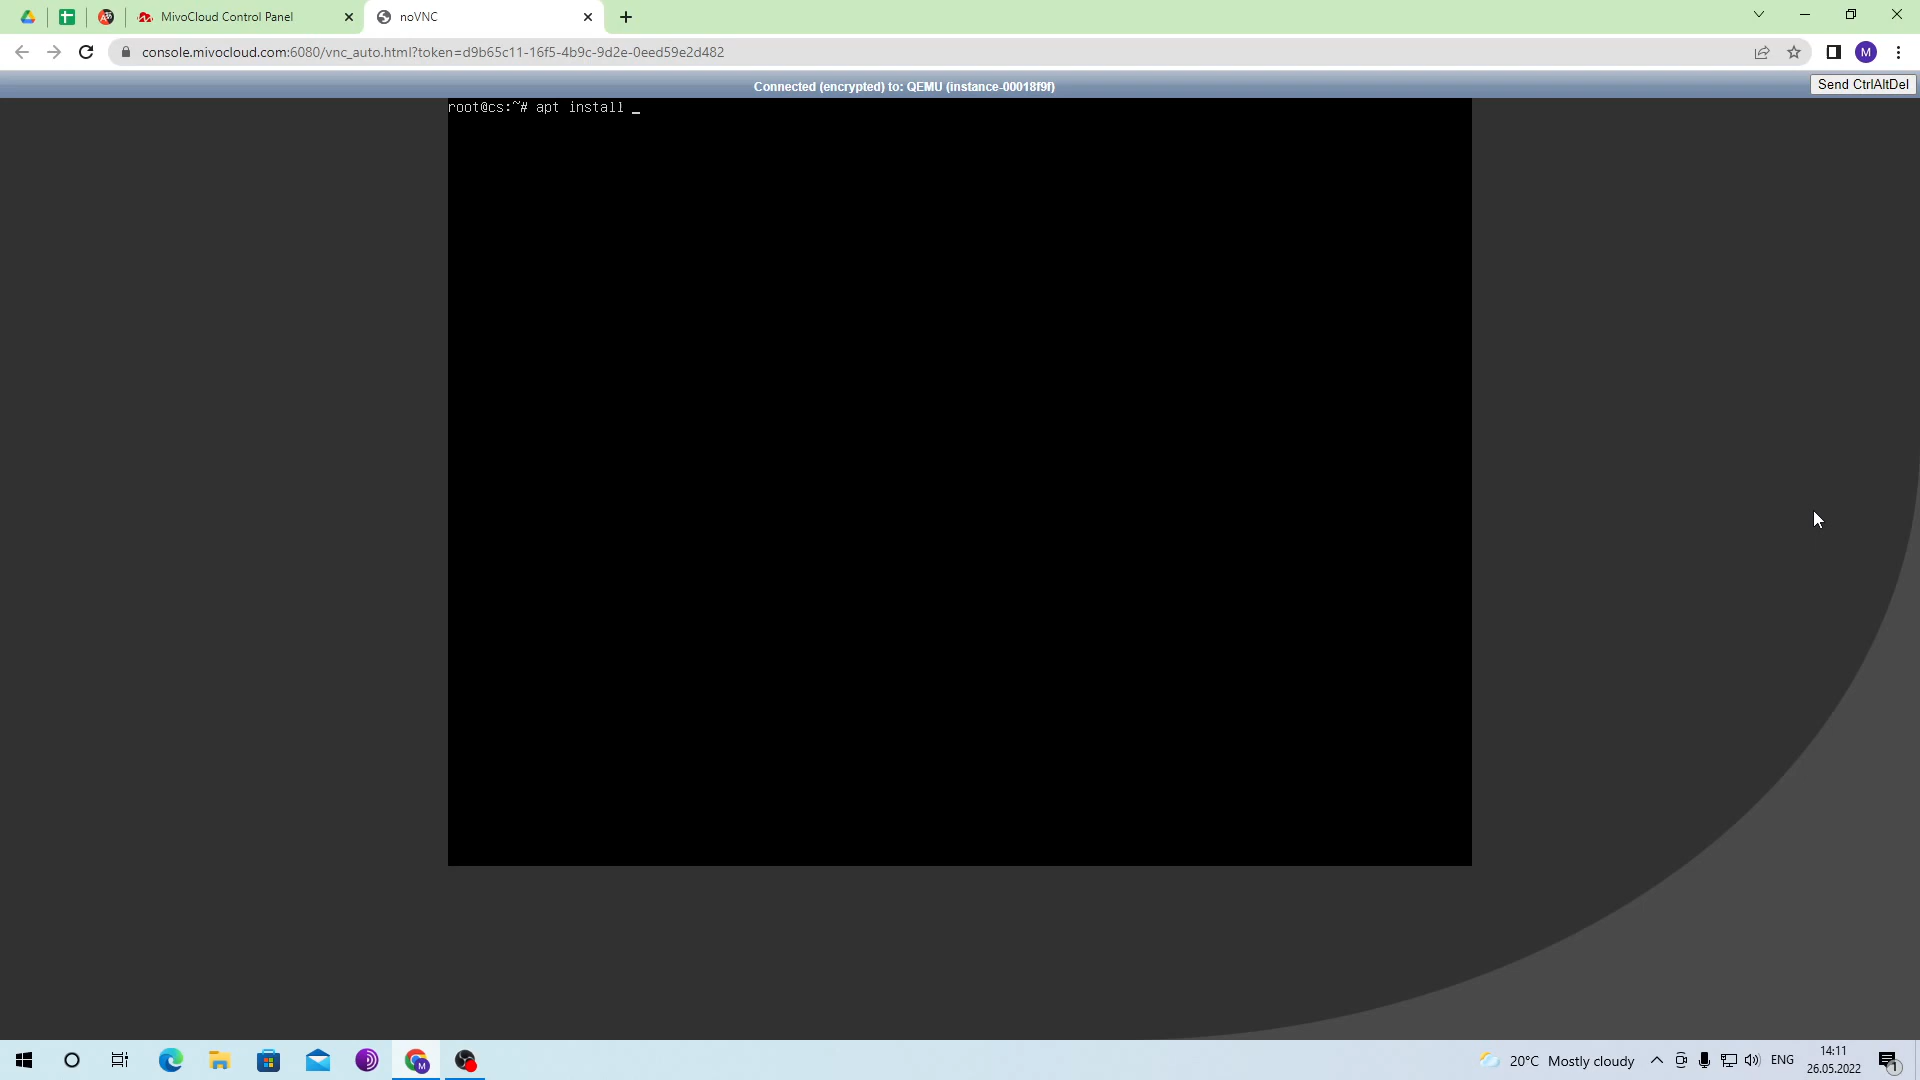 MivoCloud Control Panel
noVNC
console.mivocloud.com:6080/vnc_auto.html?token=d9b65c11-16f5-4b9c-9d2e-0eed59e2d482
M
Connected (encrypted) to: QEMU (instance-00018f9f)
Send CtrlAltDel
root@cs:~# apt install _
M
20°C Mostly cloudy
ENG
14:11
26.05.2022
1